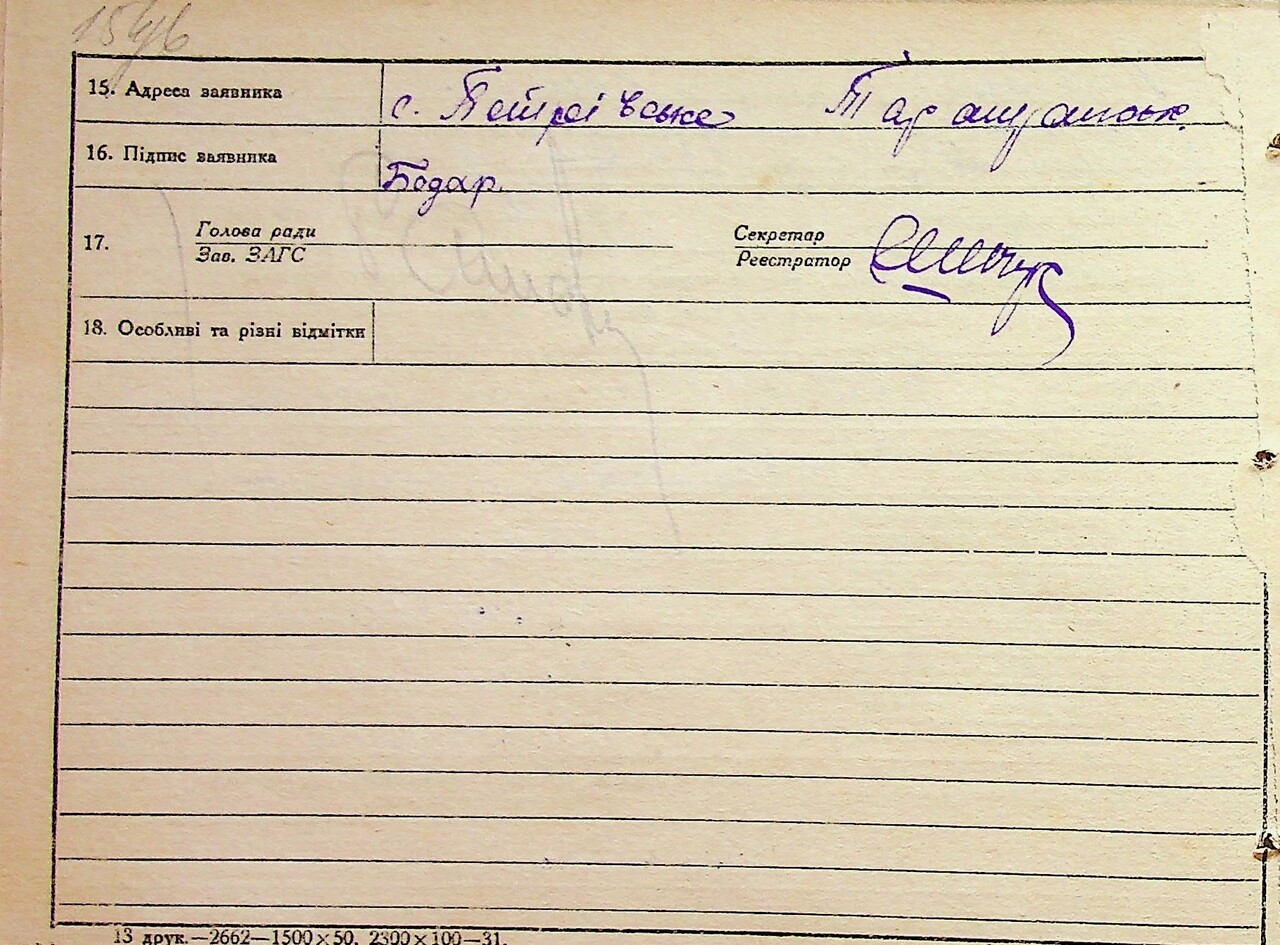 15. Адреса заявника с. Петрівське Таращанськ.
16. Підпис заявника Бодар.
17. Голова ради Секретар
Зав. ЗАГС Реєстратор
18. Особливі та різні відмітки
13 друк.—2662—1500×50. 2300×100—31.